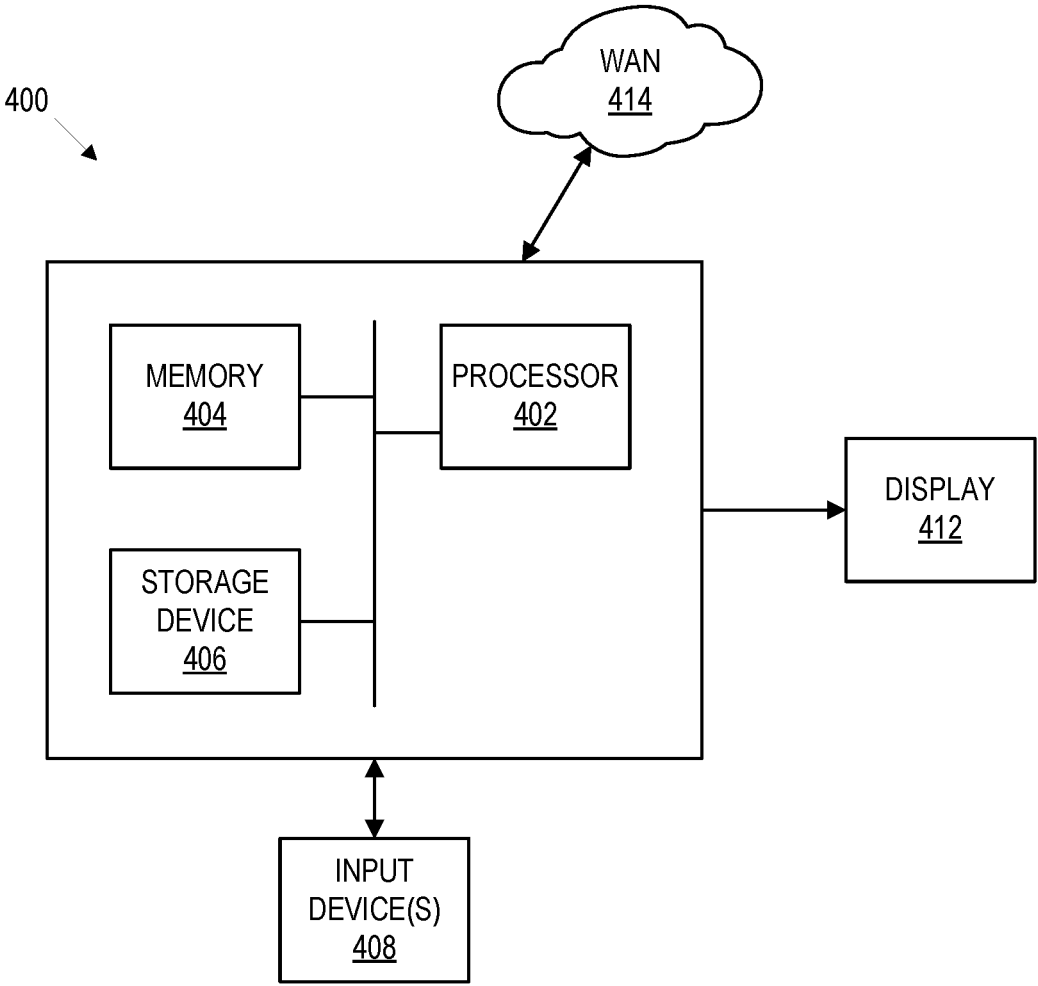 WAN
414
400
MEMORY
404
PROCESSOR
402
DISPLAY
412
STORAGE
DEVICE
406
INPUT
DEVICE(S)
408